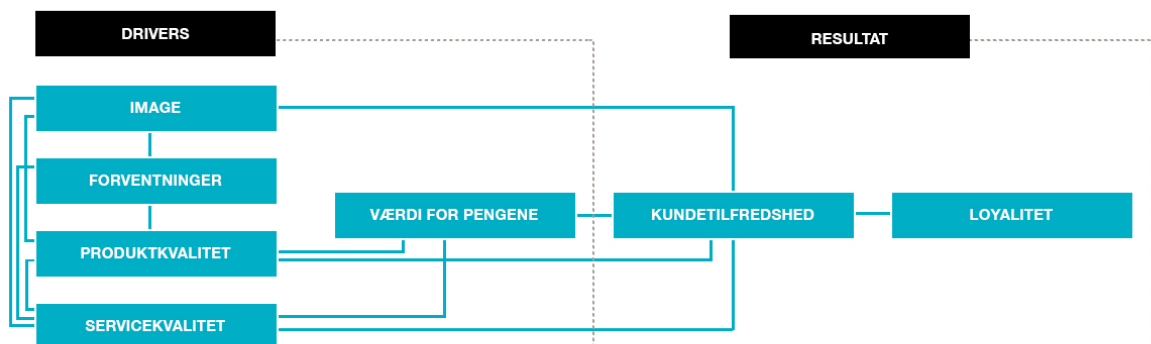 DRIVERS
RESULTAT
IMAGE
FORVENTNINGER
VÆRDI FOR PENGENE
KUNDETILFREDSHED
LOYALITET
PRODUKTKVALITET
SERVICEKVALITET